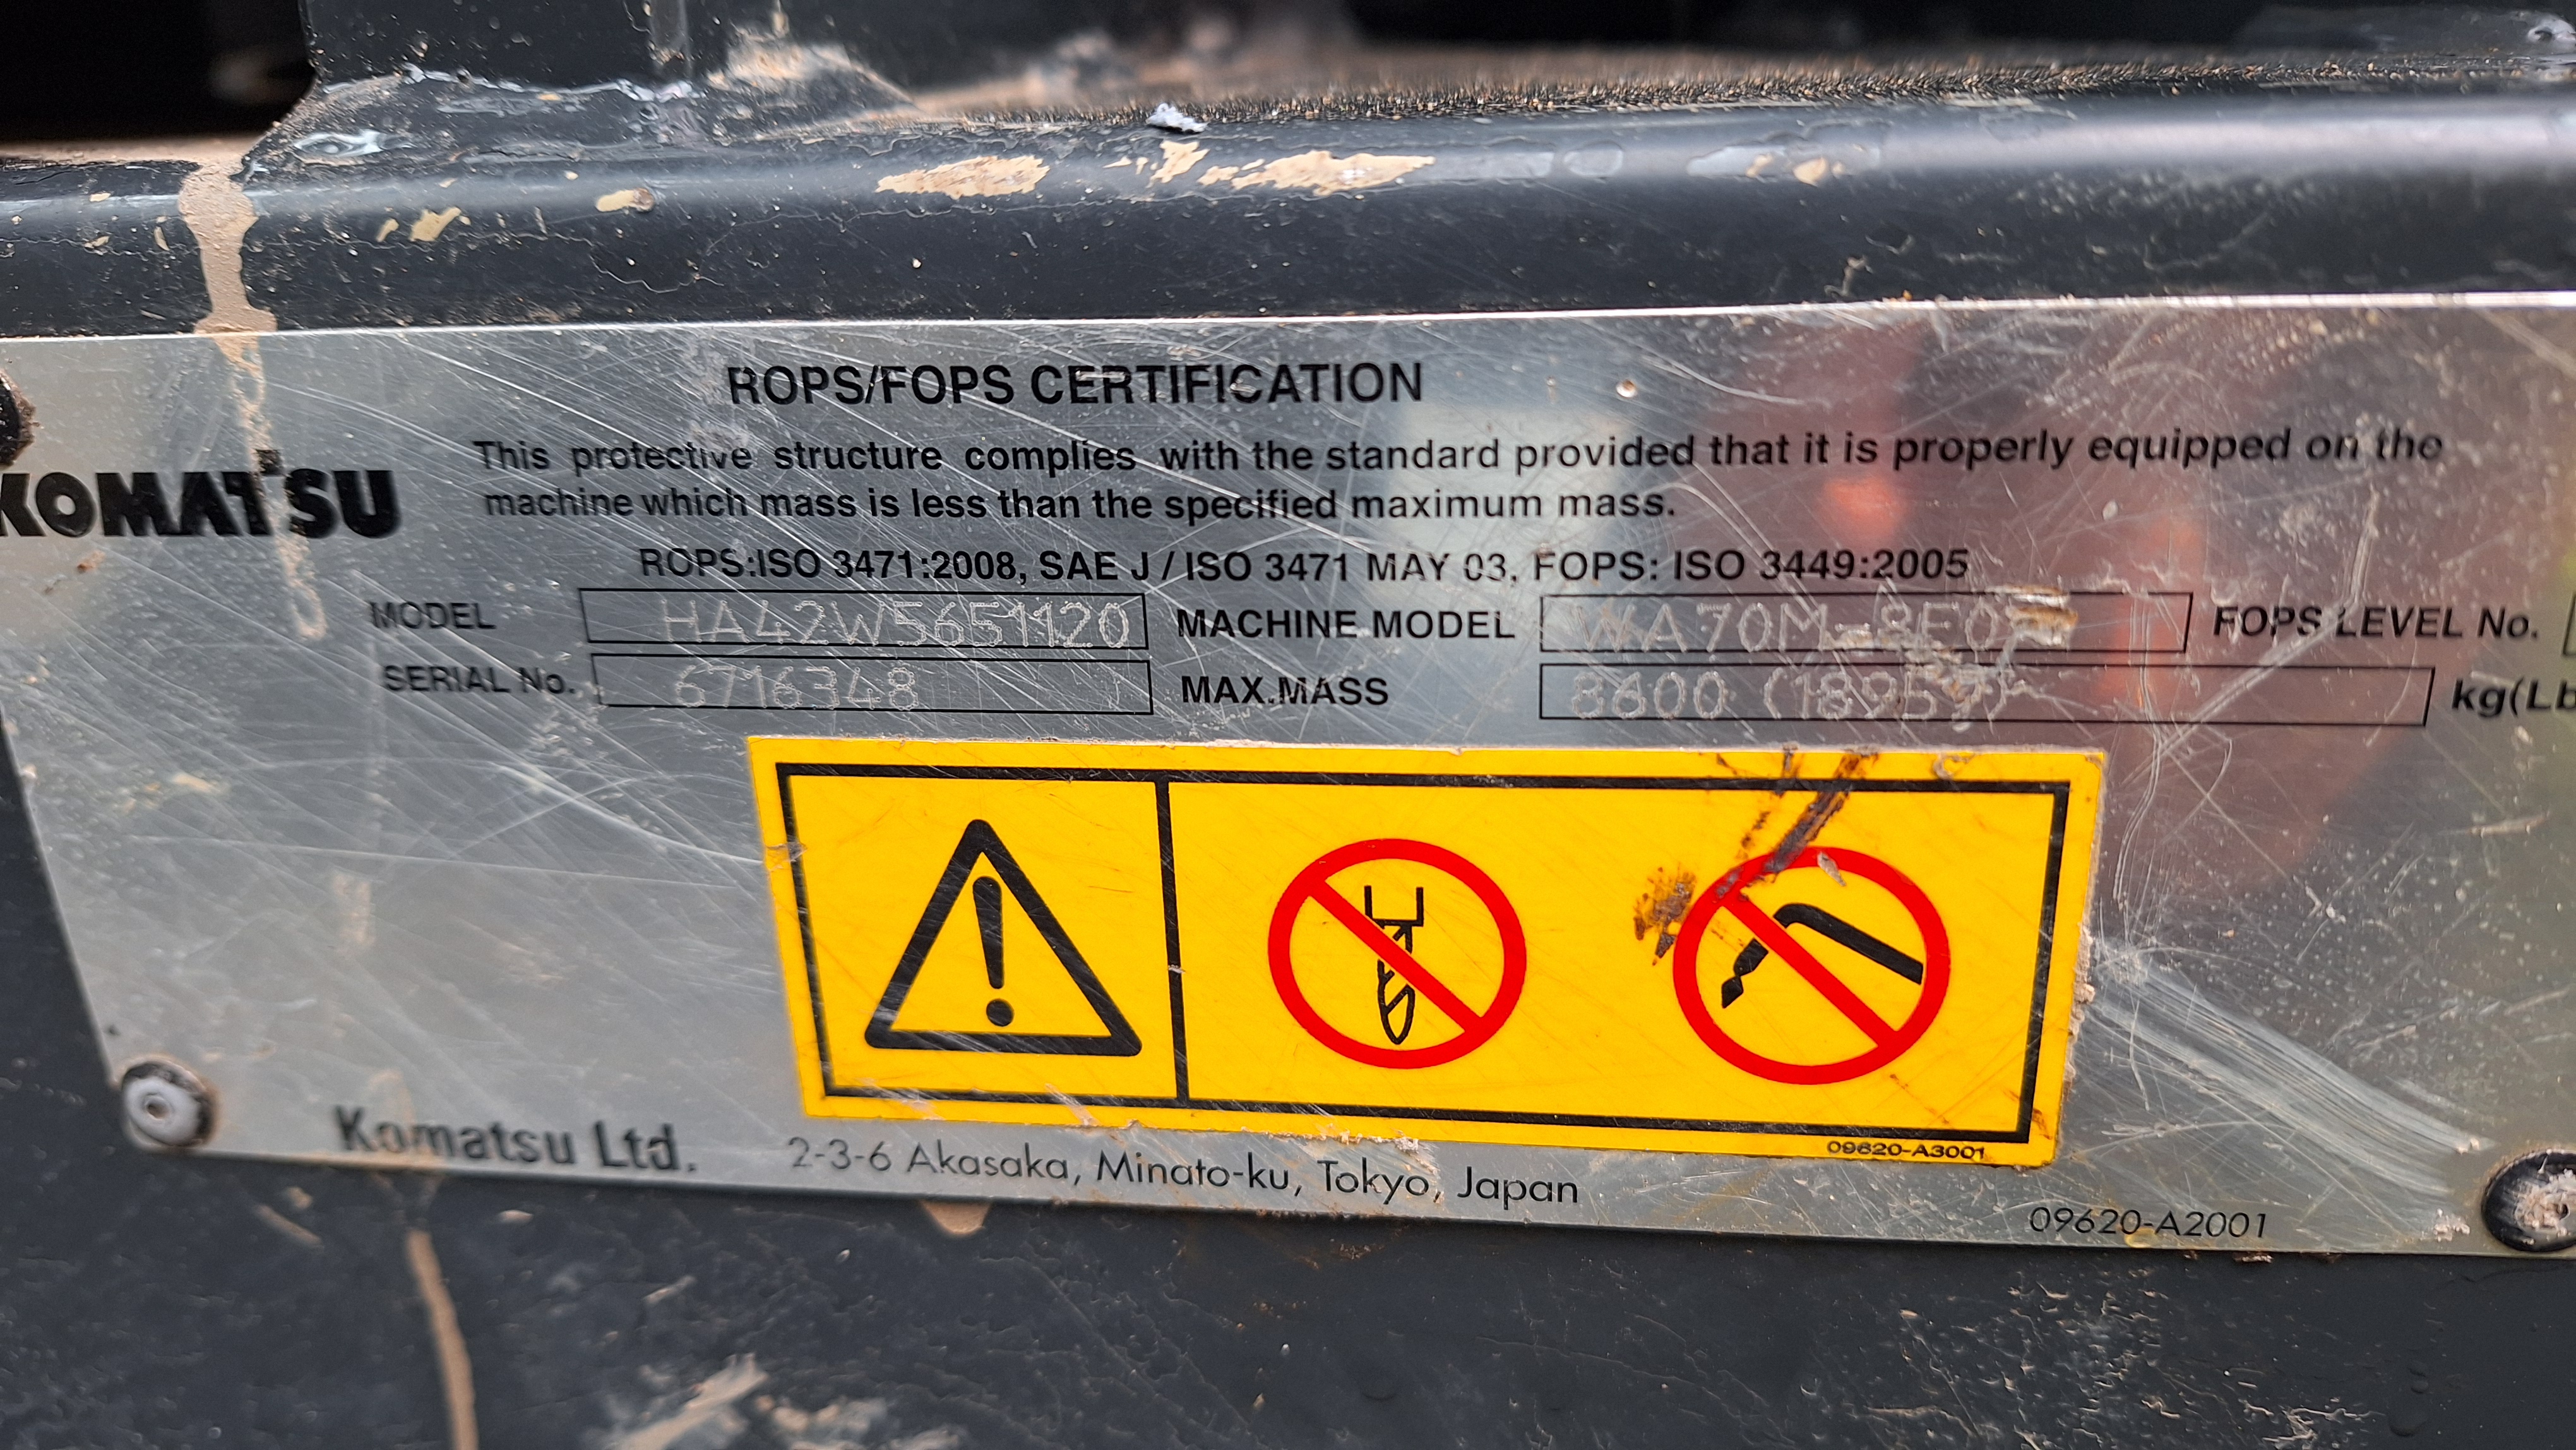 ROPS/FOPS CERTIFICATION
KOMATSU
This protective structure complies with the standard provided that it is properly equipped on the
machine which mass is less than the specified maximum mass.
ROPS:ISO 3471:2008, SAE J / ISO 3471 MAY 03, FOPS: ISO 3449:2005
MODEL HA42W5651120 MACHINE MODEL FOPS LEVEL No.
SERIAL No. 6716348 MAX.MASS 8600 (18959) kg(Lb
09620-A3001
Komatsu Ltd. 2-3-6 Akasaka, Minato-ku, Tokyo, Japan
09620-A2001